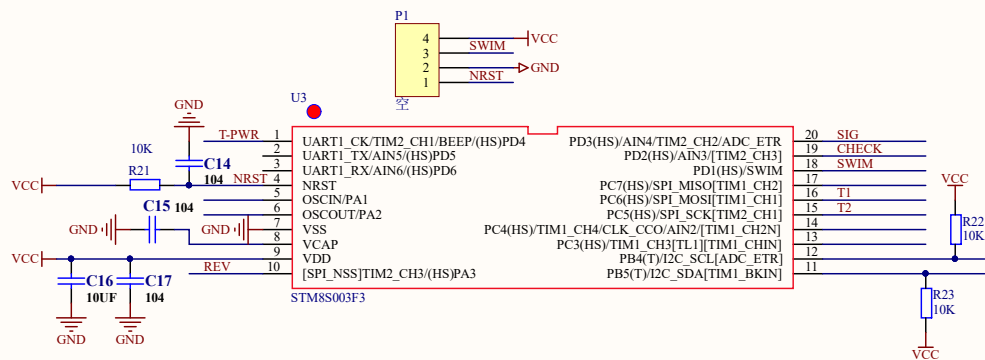 P1
4 VCC
3 SWIM
2 GND
1 NRST
空
U3
GND
T-PWR 1 UART1_CK/TIM2_CH1/BEEP/(HS)PD4 PD3(HS)/AIN4/TIM2_CH2/ADC_ETR 20 SIG
10K 2 UART1_TX/AIN5/(HS)PD5 PD2(HS)/AIN3/[TIM2_CH3] 19 CHECK
C14 3 UART1_RX/AIN6/(HS)PD6 PD1(HS)/SWIM 18 SWIM
104
VCC R21 NRST 4 NRST PC7(HS)/SPI_MISO[TIM1_CH2] 17 VCC
5 OSCIN/PA1 PC6(HS)/SPI_MOSI[TIM1_CH1] 16 T1
C15 104 6 OSCOUT/PA2 PC5(HS)/SPI_SCK[TIM2_CH1] 15 T2
GND GND 7 VSS PC4(HS)/TIM1_CH4/CLK_CCO/AIN2/[TIM1_CH2N] 14 R22
8 VCAP PC3(HS)/TIM1_CH3[TL1][TIM1_CHIN] 13 10K
VCC 9 VDD PB4(T)/I2C_SCL[ADC_ETR] 12
REV 10 [SPI_NSS]TIM2_CH3/(HS)PA3 PB5(T)/I2C_SDA[TIM1_BKIN] 11
C16 C17
10UF 104
STM8S003F3
R23
10K
GND GND
VCC